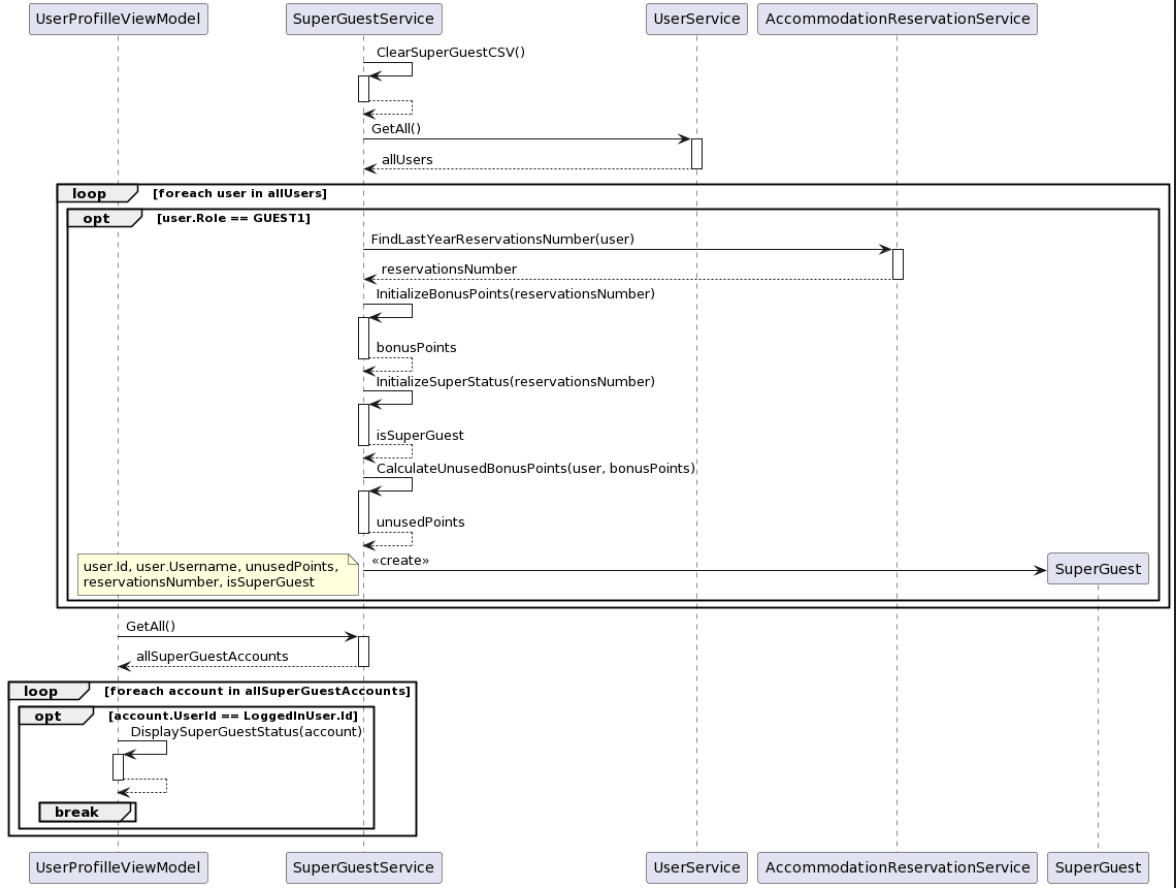 UserProfilleViewModel
SuperGuestService
UserService
AccommodationReservationService
ClearSuperGuestCSV()
GetAll()
allUsers
loop [foreach user in allUsers]
opt [user.Role == GUEST1]
FindLastYearReservationsNumber(user)
reservationsNumber
InitializeBonusPoints(reservationsNumber)
bonusPoints
InitializeSuperStatus(reservationsNumber)
isSuperGuest
CalculateUnusedBonusPoints(user, bonusPoints)
unusedPoints
user.Id, user.Username, unusedPoints,
reservationsNumber, isSuperGuest
«create»
SuperGuest
GetAll()
allSuperGuestAccounts
loop [foreach account in allSuperGuestAccounts]
opt [account.UserId == LoggedInUser.Id]
DisplaySuperGuestStatus(account)
break
UserProfilleViewModel
SuperGuestService
UserService
AccommodationReservationService
SuperGuest